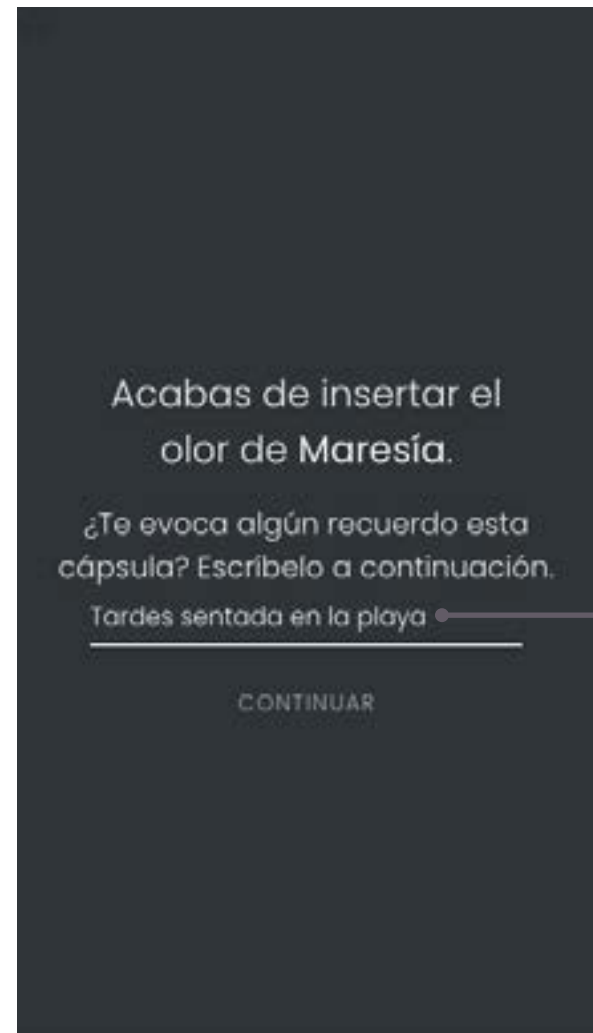 Acabas de insertar el
olor de Maresía.
¿Te evoca algún recuerdo esta
cápsula? Escríbelo a continuación.
Tardes sentada en la playa
CONTINUAR